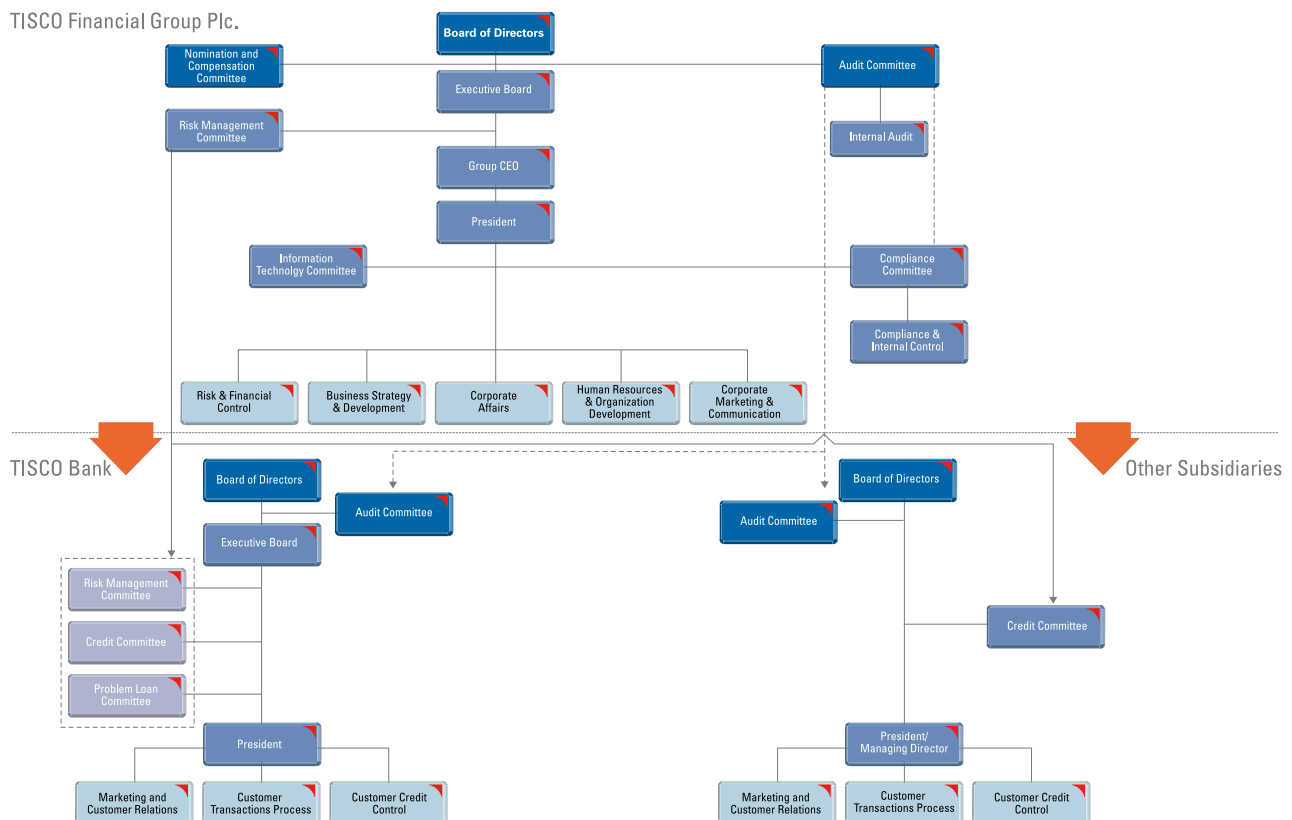 TISCO Financial Group Plc.
Board of Directors
Nomination and
Compensation
Committee
Audit Committee
Executive Board
Risk Management
Committee
Internal Audit
Group CEO
President
Information
Technolgy Committee
Compliance
Committee
Compliance &
Internal Control
Risk & Financial
Control
Business Strategy
& Development
Corporate
Affairs
Human Resources
& Organization
Development
Corporate
Marketing &
Communication
TISCO Bank
Other Subsidiaries
Board of Directors
Audit Committee
Executive Board
Risk Management
Committee
Credit Committee
Problem Loan
Committee
President
Marketing and
Customer Relations
Customer
Transactions Process
Customer Credit
Control
Board of Directors
Audit Committee
Credit Committee
President/
Managing Director
Marketing and
Customer Relations
Customer
Transactions Process
Customer Credit
Control